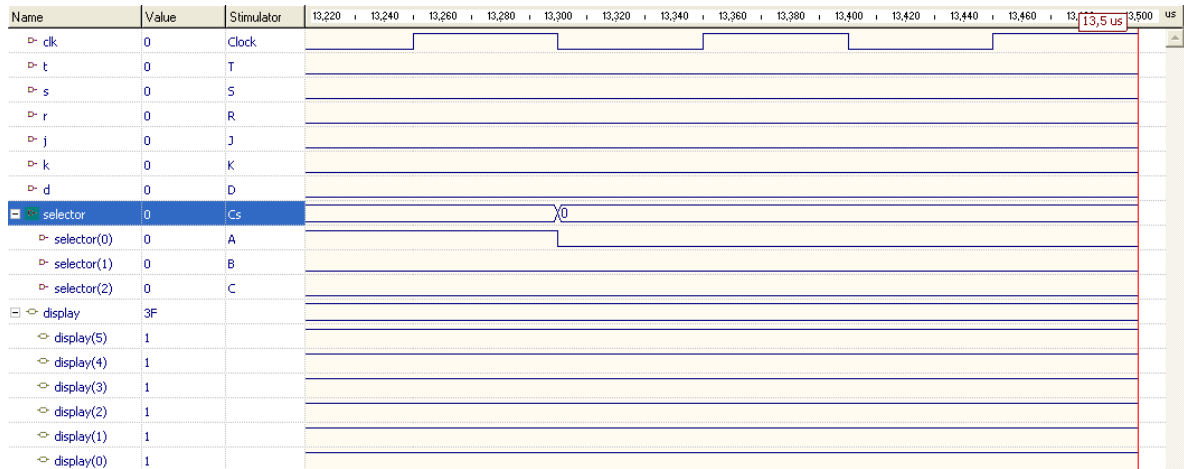 Name Value Stimulator 13,220 13,240 13,260 13,280 13,300 13,320 13,340 13,360 13,380 13,400 13,420 13,440 13,460 3,500 us
13,5 us
clk 0 Clock
t 0 T
s 0 S
r 0 R
j 0 J
k 0 K
d 0 D
selector 0 Cs 0
selector(0) 0 A
selector(1) 0 B
selector(2) 0 C
display 3F
display(5) 1
display(4) 1
display(3) 1
display(2) 1
display(1) 1
display(0) 1